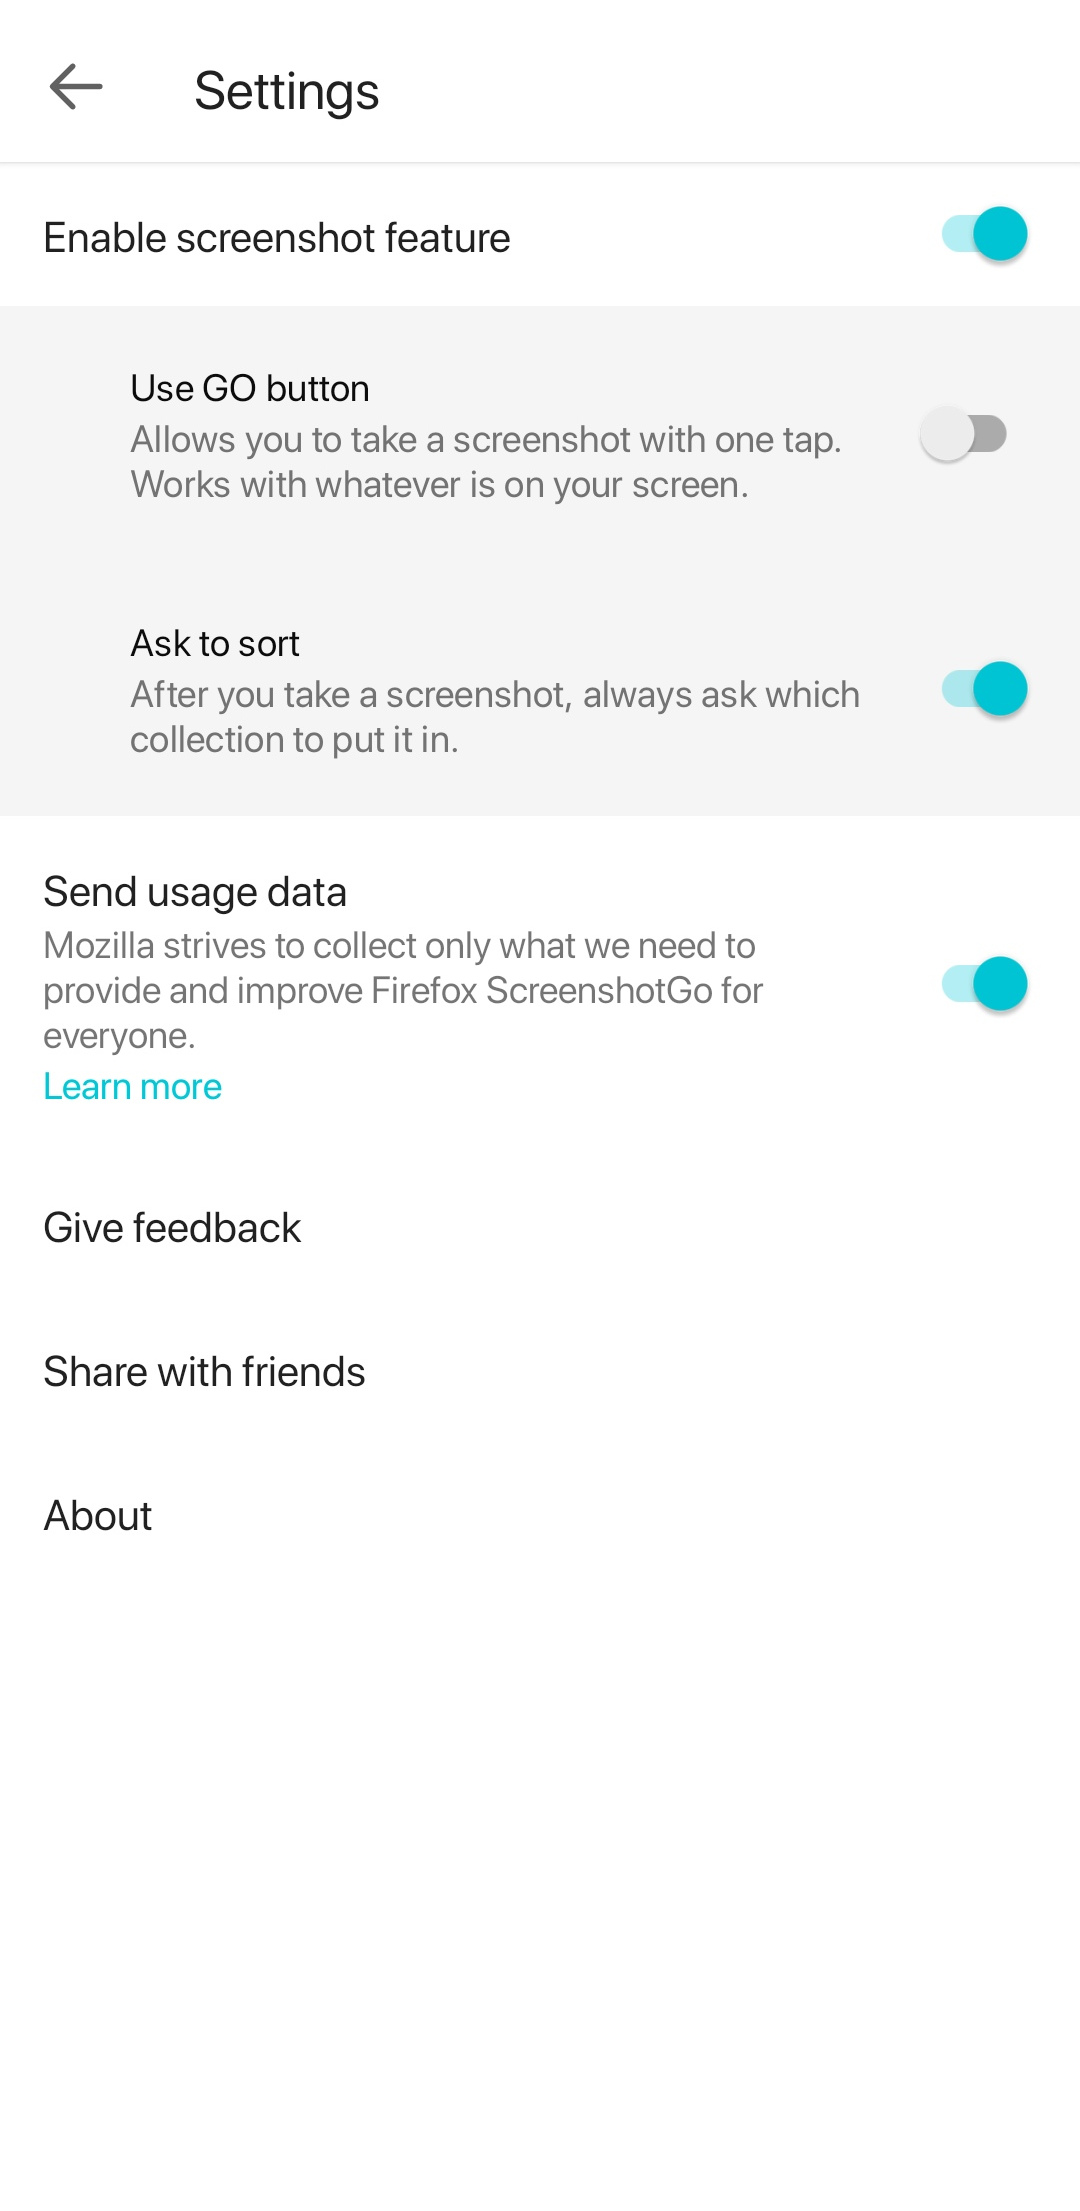 Settings
Enable screenshot feature
Use GO button
Allows you to take a screenshot with one tap.
Works with whatever is on your screen.
Ask to sort
After you take a screenshot, always ask which
collection to put it in.
Send usage data
Mozilla strives to collect only what we need to
provide and improve Firefox ScreenshotGo for
everyone.
Learn more
Give feedback
Share with friends
About